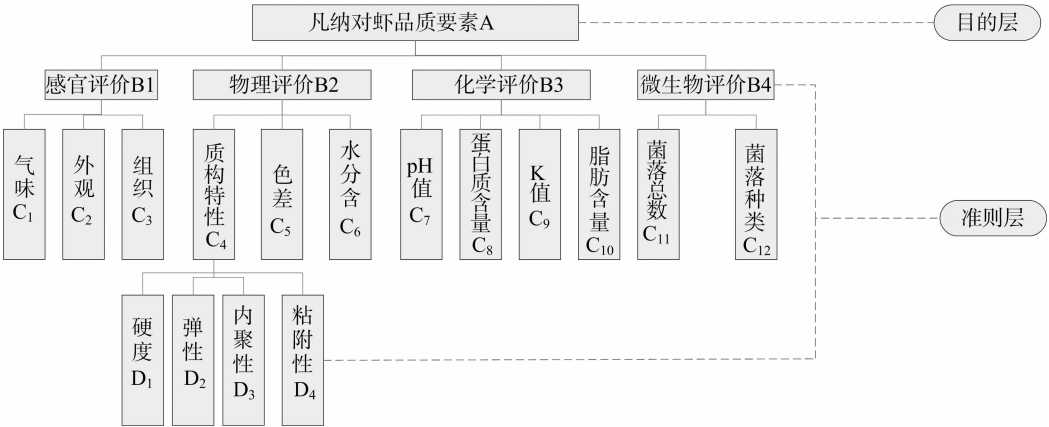 凡纳对虾品质要素A
目的层
感官评价B1
物理评价B2
化学评价B3
微生物评价B4
气味C1
外观C2
组织C3
质构特性C4
色差C5
水分含C6
pH值C7
蛋白质含量C8
K值C9
脂肪含量C10
菌落总数C11
菌落种类C12
准则层
硬度D1
弹性D2
内聚性D3
粘附性D4